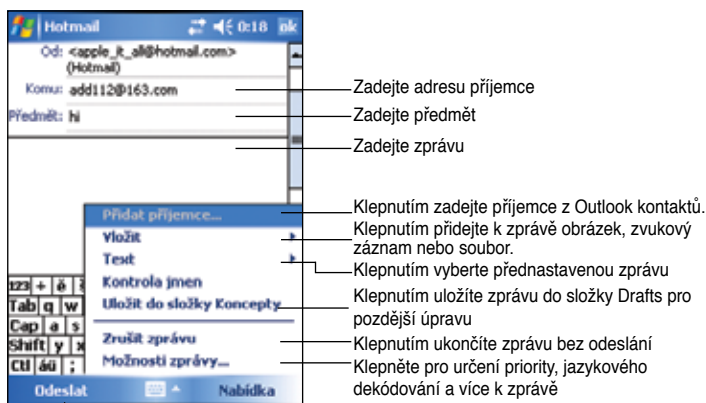 Hotmail 0:18 ok
Od: <apple_jt_all@hotmail.com>
(Hotmail)
Komu: add112@163.com
Předmět: hi
Zadejte adresu příjemce
Zadejte předmět
Zadejte zprávu
Přidat příjemce...
Vložit
Text
Kontrola jmen
Uložit do složky Koncepty
Zrušit zprávu
Možnosti zprávy...
Klepnutím zadejte příjemce z Outlook kontaktů.
Klepnutím přidejte k zprávě obrázek, zvukový
záznam nebo soubor.
Klepnutím vyberte přednastavenou zprávu
Klepnutím uložíte zprávu do složky Drafts pro
pozdější úpravu
Klepnutím ukončíte zprávu bez odeslání
Klepněte pro určení priority, jazykového
dekódování a více k zprávě
123 + ě
Tab q w
Cap a s
Shift y x
Ctl áü ;
Odeslat Nabídka